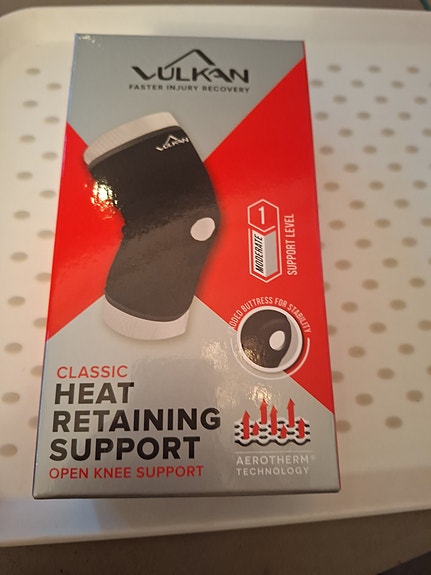 VULKAN
FASTER INJURY RECOVERY
VULKAN
1
MODERATE
SUPPORT LEVEL
ADDED BUTTRESS FOR STABILITY
CLASSIC
HEAT
RETAINING
SUPPORT
OPEN KNEE SUPPORT
AEROTHERM®
TECHNOLOGY